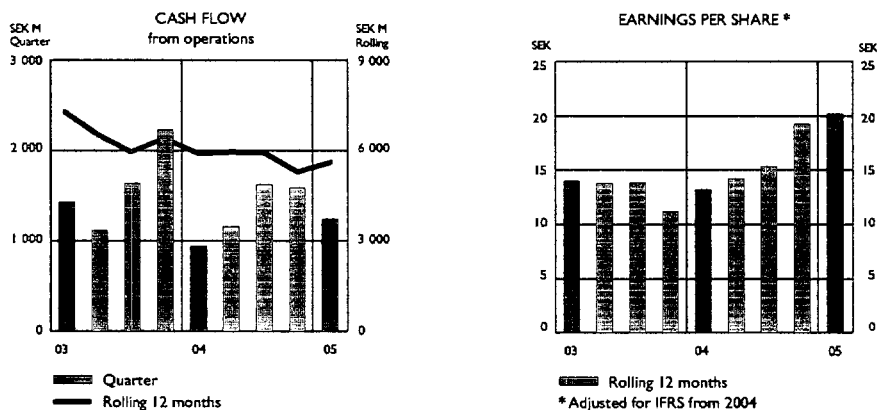 CASH FLOW
from operations
SEK M
Quarter
SEK M
Rolling
3 000
2 000
1 000
0
9 000
6 000
3 000
0
03
04
05
Quarter
Rolling 12 months
EARNINGS PER SHARE *
SEK
SEK
25
20
15
10
5
0
25
20
15
10
5
0
03
04
05
Rolling 12 months
* Adjusted for IFRS from 2004